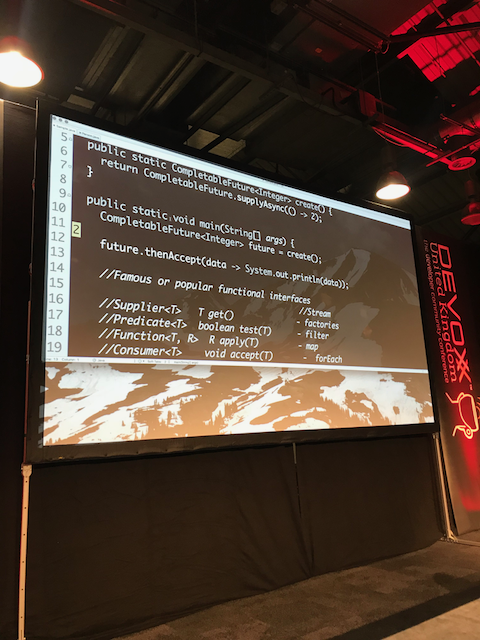 5
6 public static CompletableFuture<Integer> create() {
7 return CompletableFuture.supplyAsync(() -> 2);
8 }
9
10 public static void main(String[] args) {
11 CompletableFuture<Integer> future = create();
2
12
13 future.thenAccept(data -> System.out.println(data));
14
15 //Famous or popular functional interfaces
16 //Stream
17 //Supplier<T> T get() - factories
18 //Predicate<T> boolean test(T) - filter
19 //Function<T, R> R apply(T) - map
//Consumer<T> void accept(T) - forEach
DEVOXX™
United Kingdom
the developer community conference